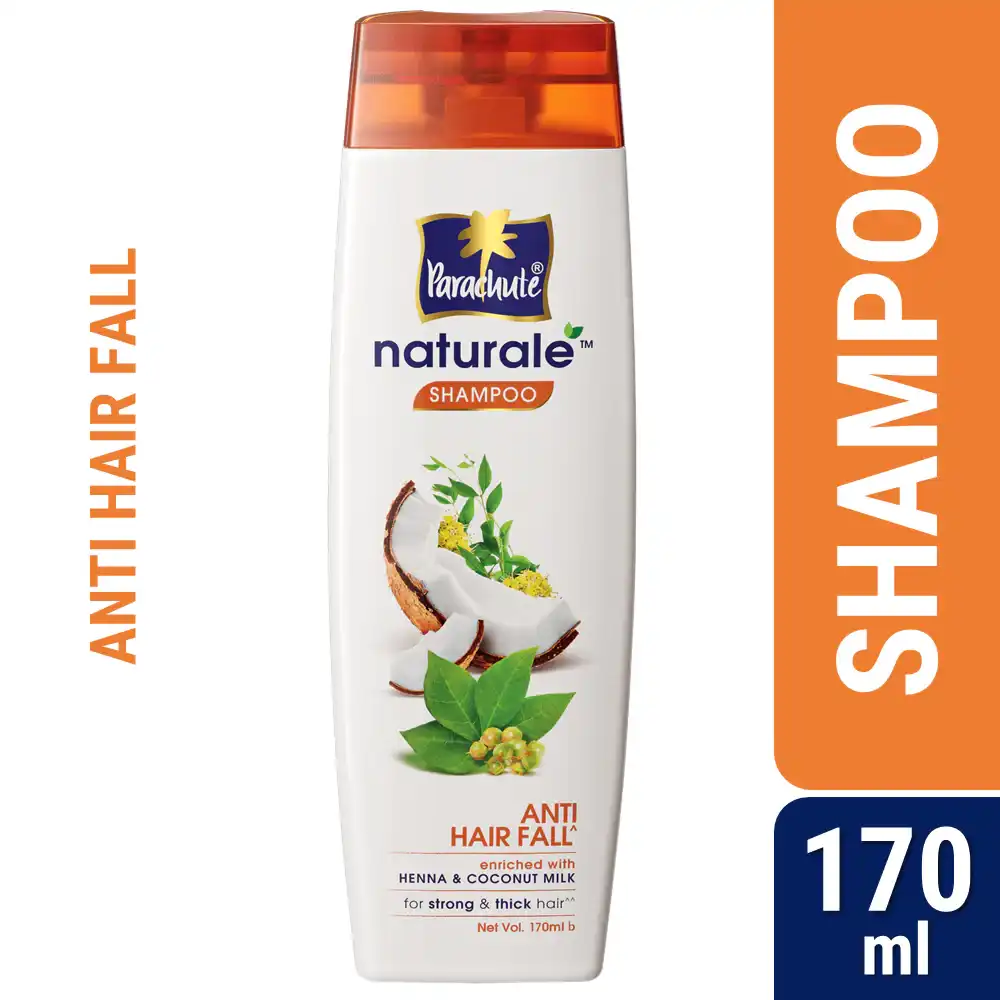 ANTI HAIR FALL
Parachute®
naturale™
SHAMPOO
ANTI
HAIR FALL^
enriched with
HENNA & COCONUT MILK
for strong & thick hair^^
Net Vol. 170ml b
SHAMPOO
170
ml